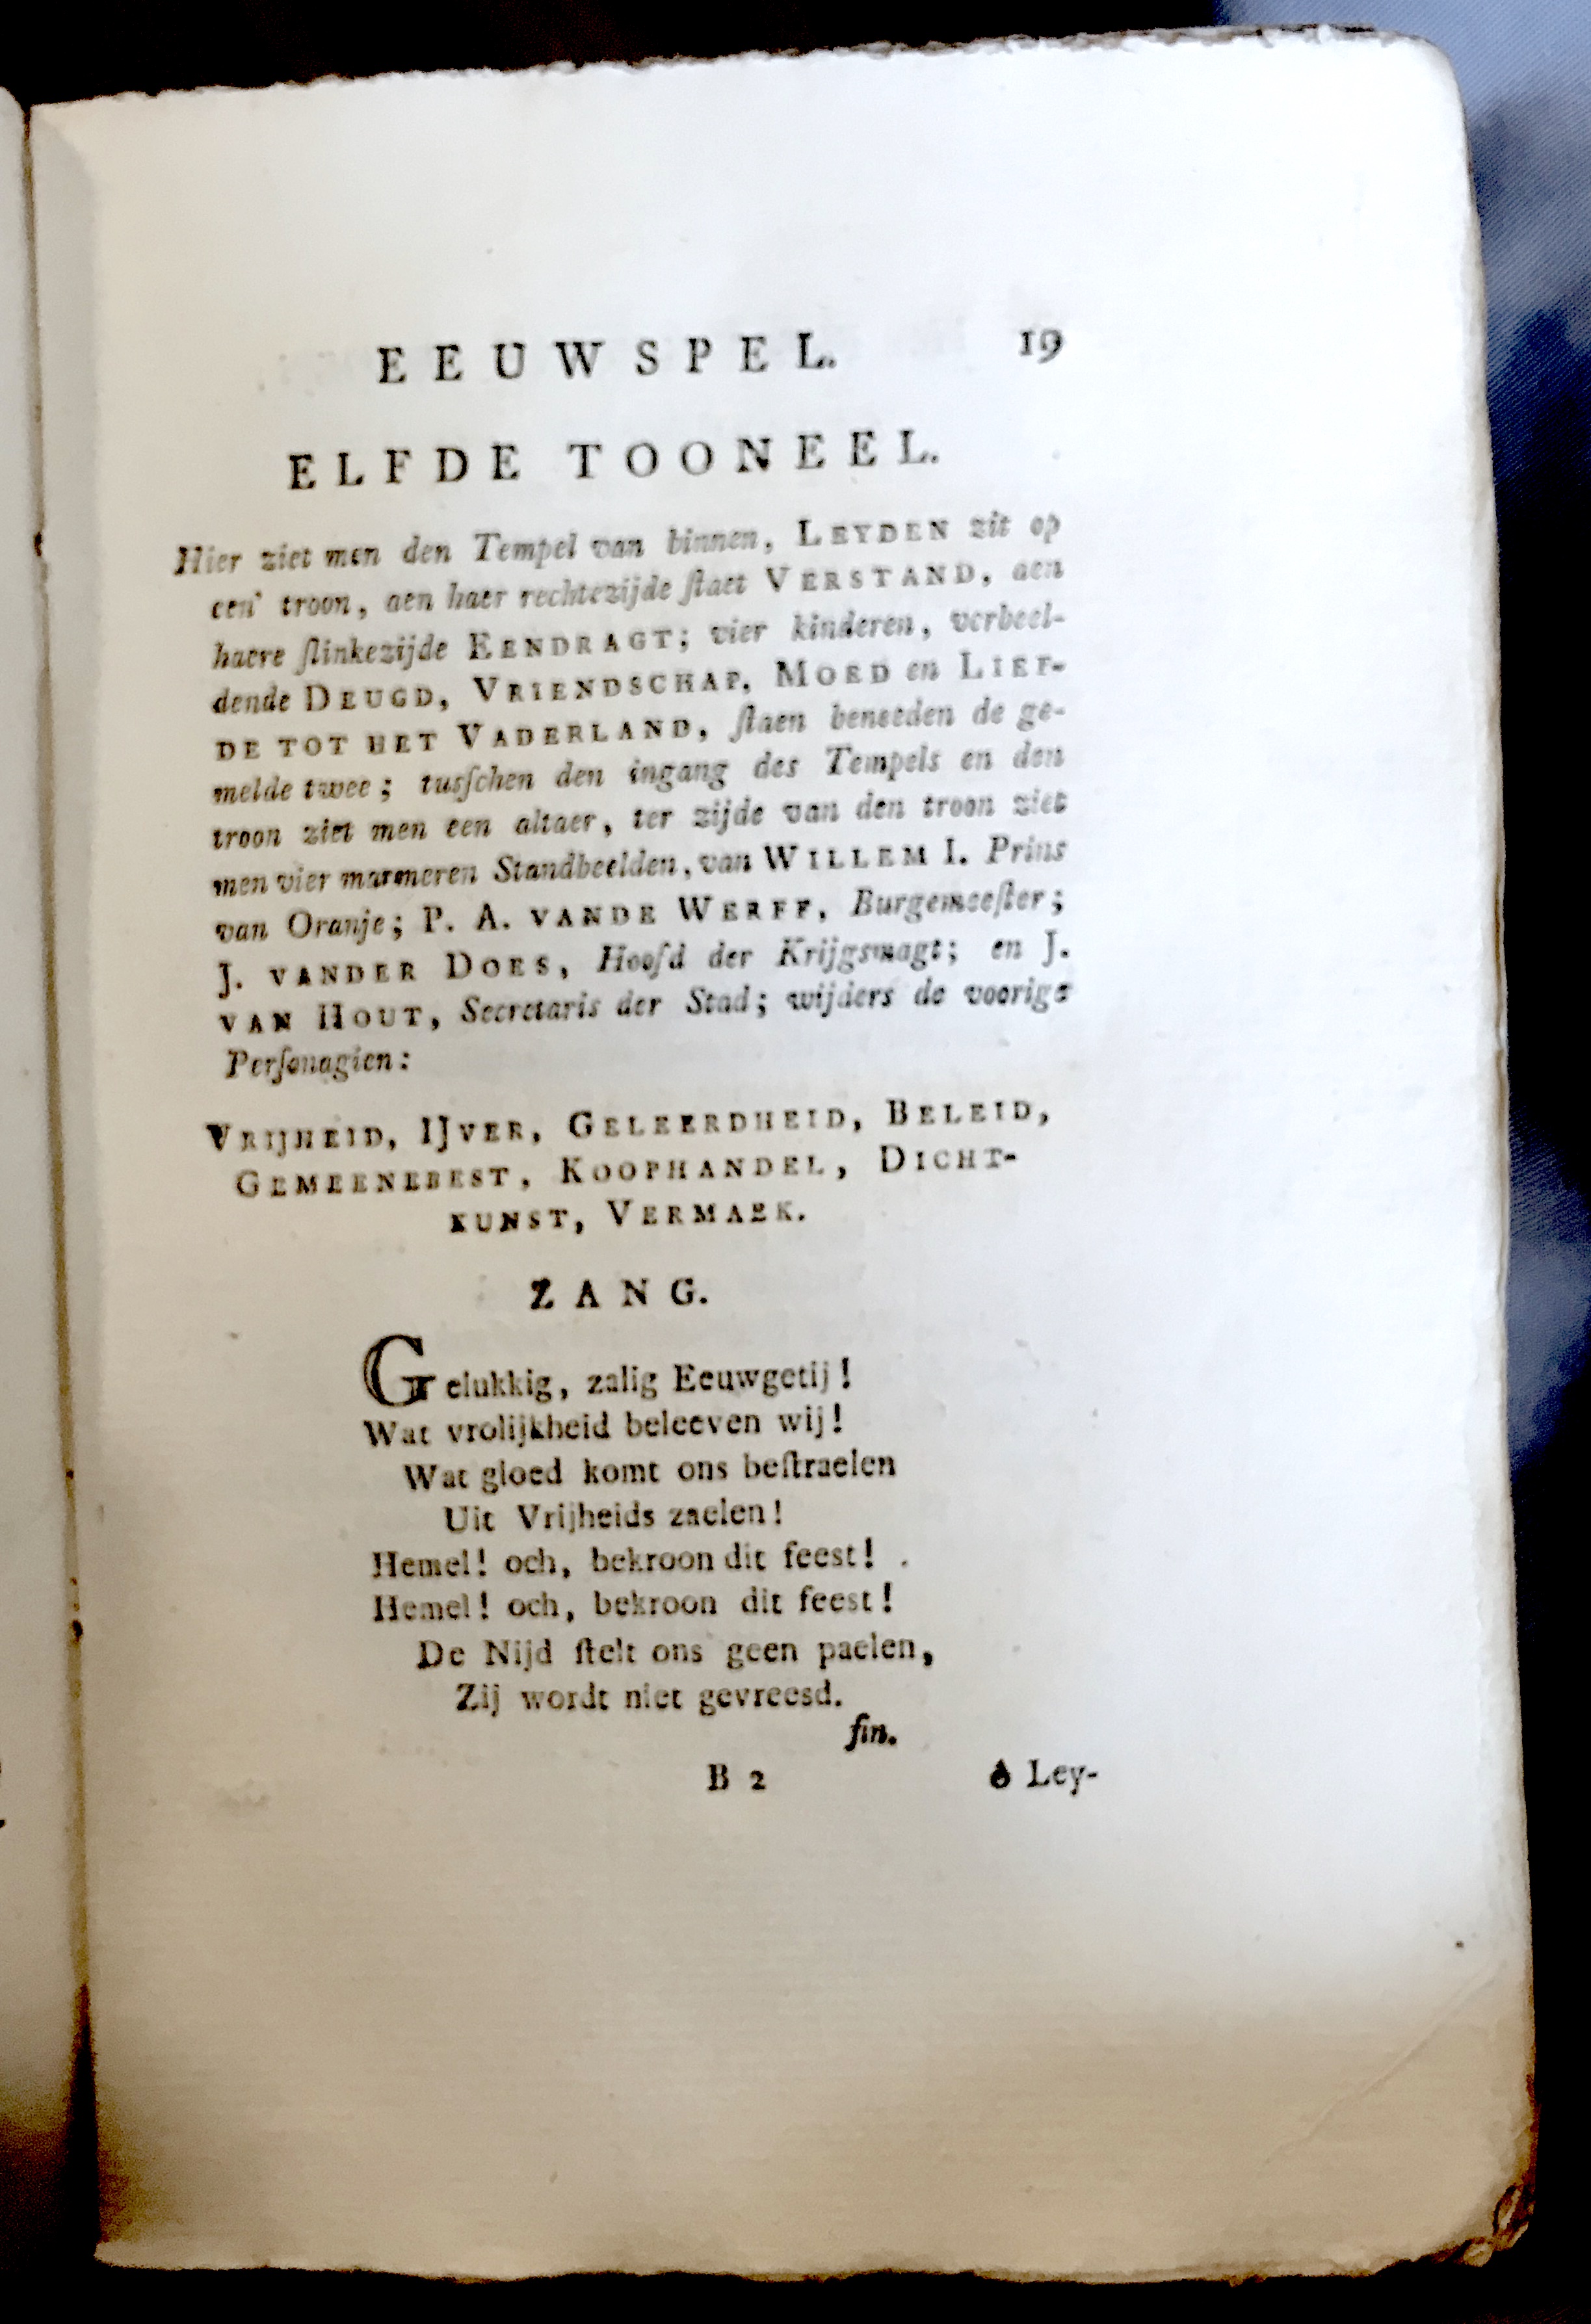 EEUWSPEL. 19
ELFDE TOONEEL.
Hier ziet men den Tempel van binnen, LEYDEN zit op
een' troon, aen haer rechtezijde ſtaet VERSTAND, aen
haere ſlinkezijde EENDRAGT; vier kinderen, verbeel-
dende DEUGD, VRIENDSCHAP, MOED en LIEF-
DE TOT HET VADERLAND, ſtaen beneeden de ge-
melde twee; tusſchen den ingang des Tempels en den
troon ziet men een altaer, ter zijde van den troon ziet
men vier marmeren Standbeelden, van WILLEM I. Prins
van Oranje; P. A. VANDE WERFF, Burgemeeſter;
J. VANDER DOES, Hoofd der Krijgsmagt; en J.
VAN HOUT, Secretaris der Stad; wijders de voorige
Perſonagien:
VRIJHEID, IJVER, GELEERDHEID, BELEID,
GEMEENEBEST, KOOPHANDEL, DICHT-
KUNST, VERMAEK.
ZANG.
Gelukkig, zalig Eeuwgetij!
Wat vrolijkheid beleeven wij!
Wat gloed komt ons beſtraelen
Uit Vrijheids zaelen!
Hemel! och, bekroon dit feest!
Hemel! och, bekroon dit feest!
De Nijd ſtelt ons geen paelen,
Zij wordt niet gevreesd.
fin.
B 2 ô Ley-